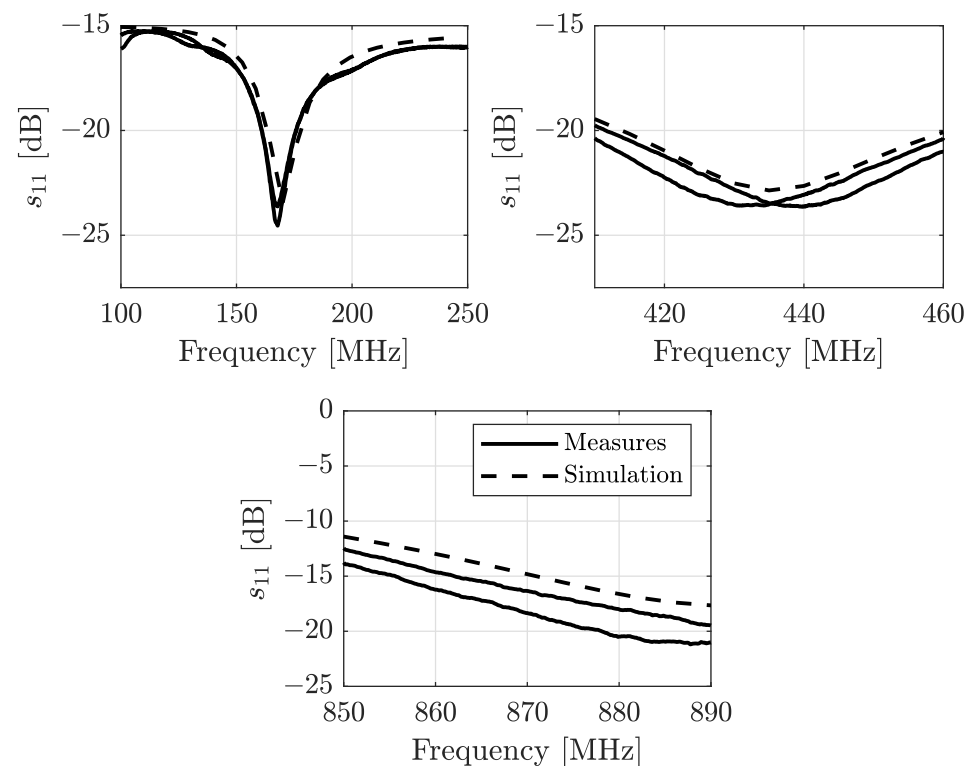 −15
−20
−25
s11 [dB]
100 150 200 250
Frequency [MHz]
−15
−20
−25
s11 [dB]
420 440 460
Frequency [MHz]
0
−5
−10
−15
−20
−25
s11 [dB]
Measures
Simulation
850 860 870 880 890
Frequency [MHz]